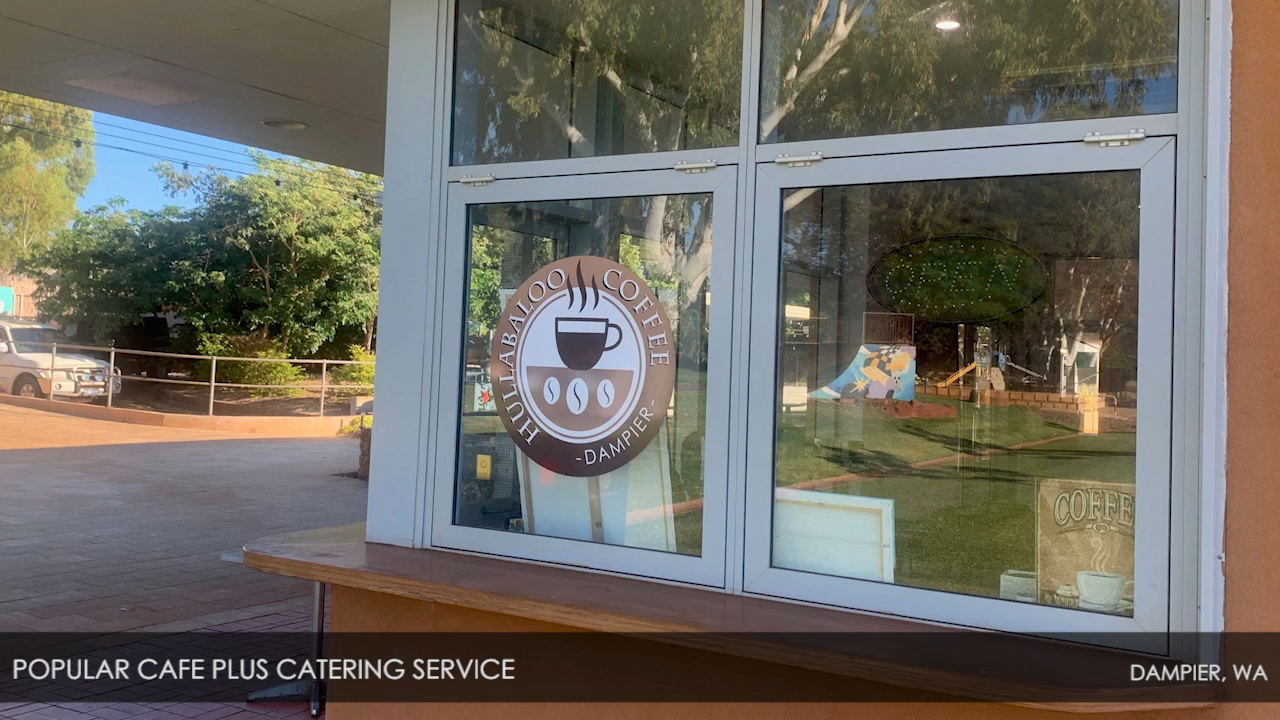 HULLABALOO COFFEE
-DAMPIER-
COFFEE
POPULAR CAFE PLUS CATERING SERVICE
DAMPIER, WA